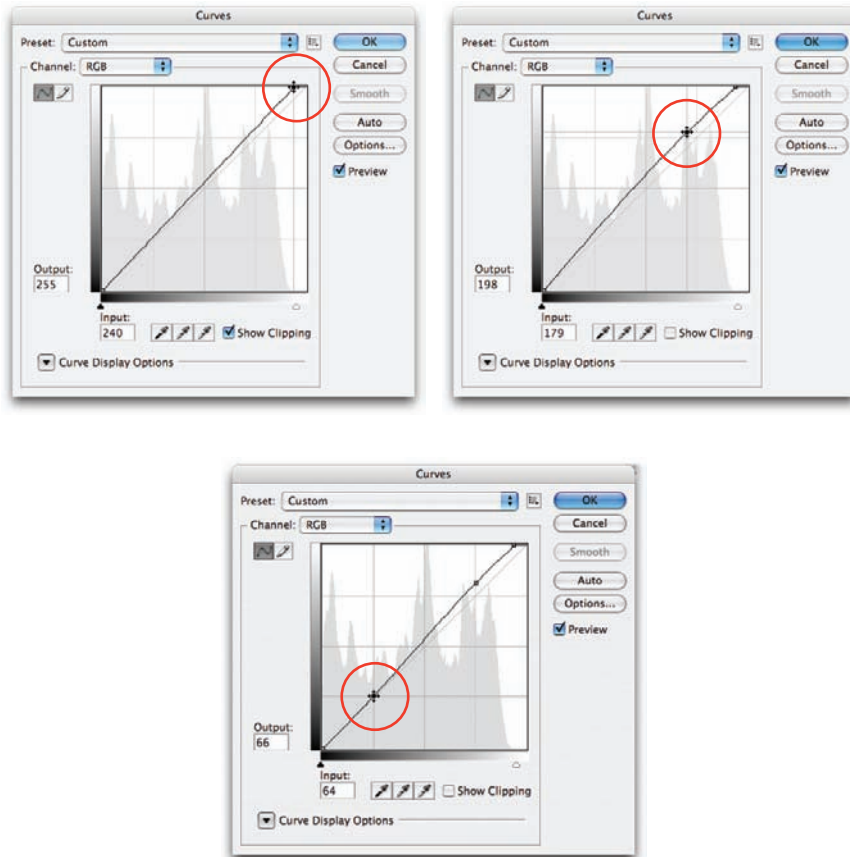 Curves
Preset: Custom
OK
Channel: RGB
Cancel
Smooth
Auto
Options...
Preview
Output:
255
Input:
240
Show Clipping
Curve Display Options
Curves
Preset: Custom
OK
Channel: RGB
Cancel
Smooth
Auto
Options...
Preview
Output:
198
Input:
179
Show Clipping
Curve Display Options
Curves
Preset: Custom
OK
Channel: RGB
Cancel
Smooth
Auto
Options...
Preview
Output:
66
Input:
64
Show Clipping
Curve Display Options